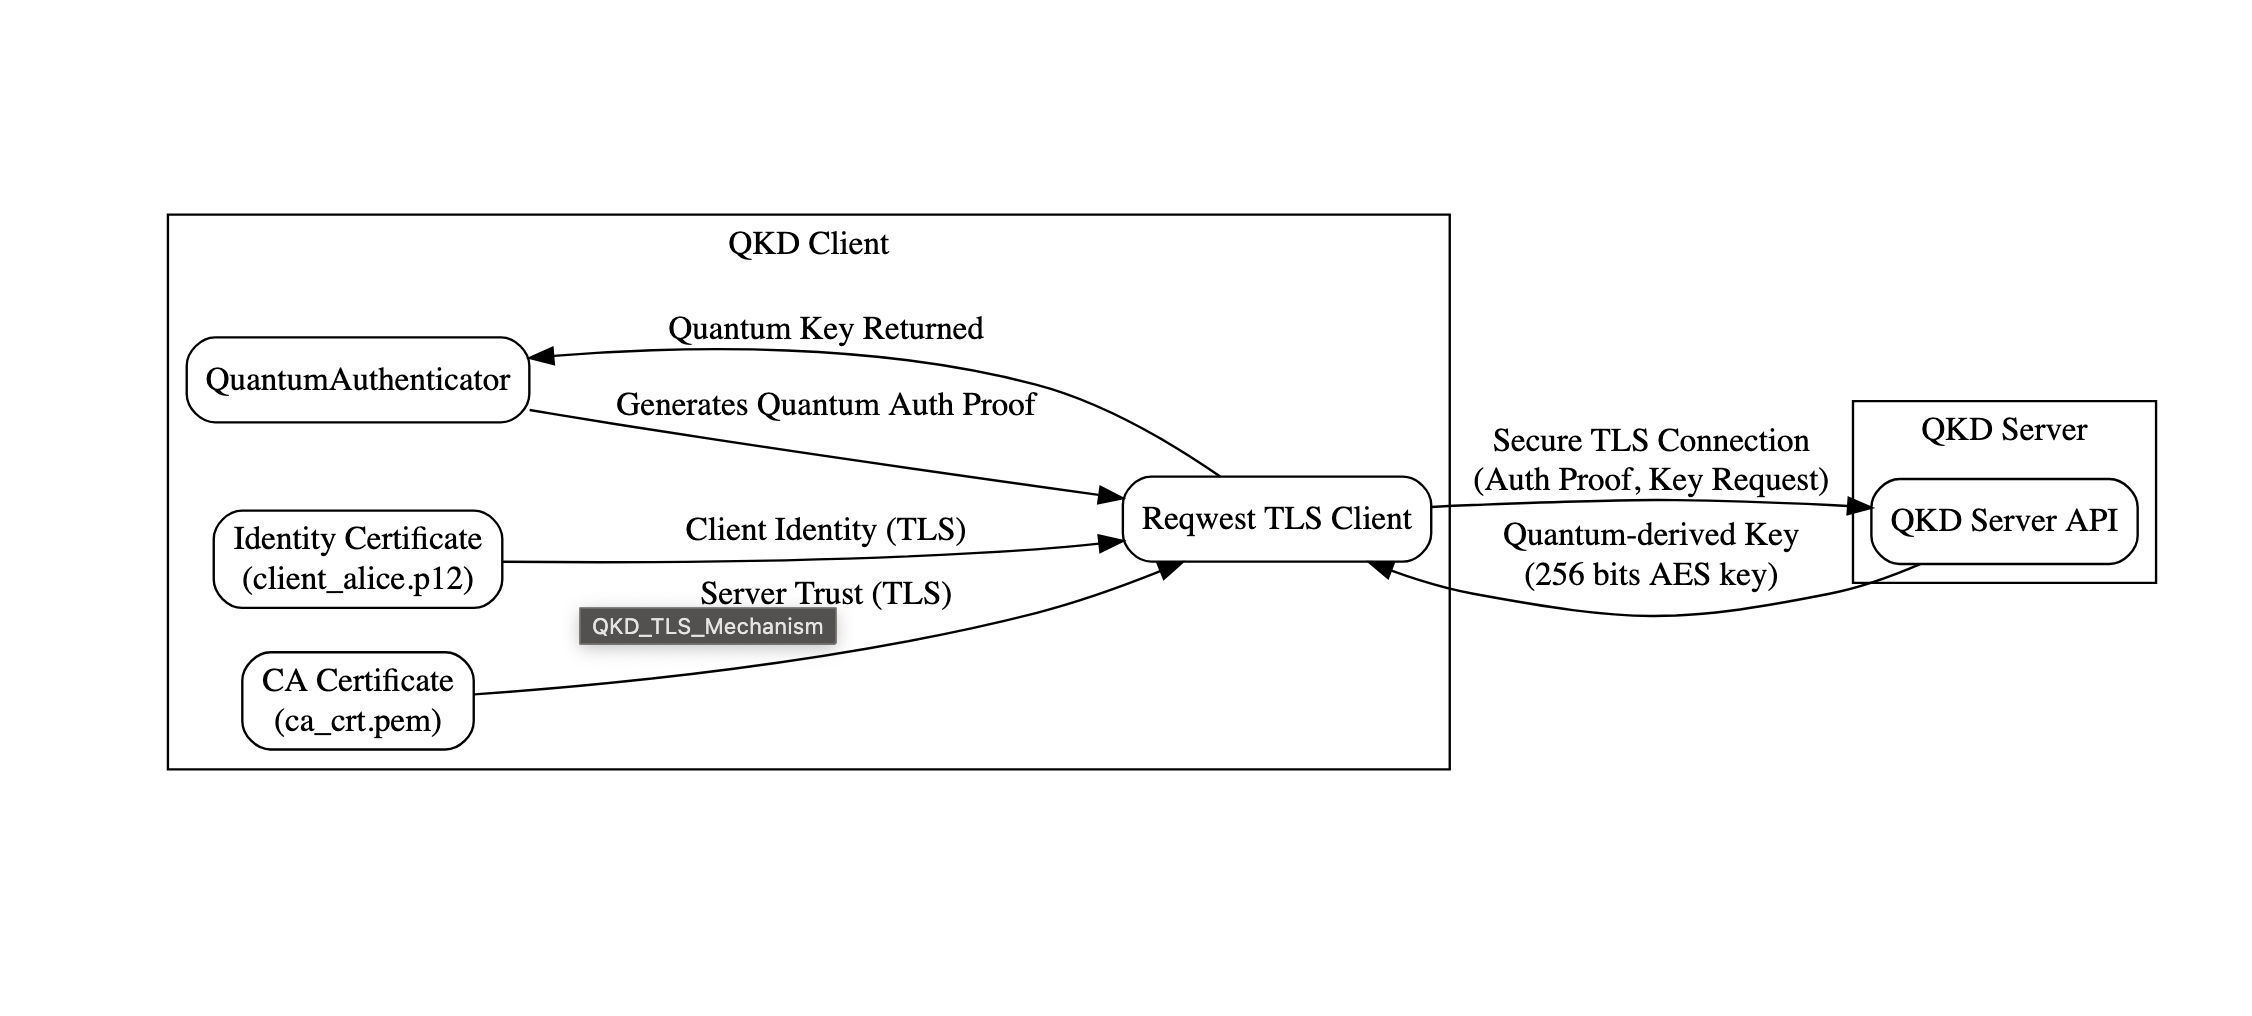 QKD Client
Quantum Key Returned
QuantumAuthenticator
Generates Quantum Auth Proof
Identity Certificate
(client_alice.p12)
Client Identity (TLS)
Server Trust (TLS)
QKD_TLS_Mechanism
CA Certificate
(ca_crt.pem)
Reqwest TLS Client
Secure TLS Connection
(Auth Proof, Key Request)
Quantum-derived Key
(256 bits AES key)
QKD Server
QKD Server API